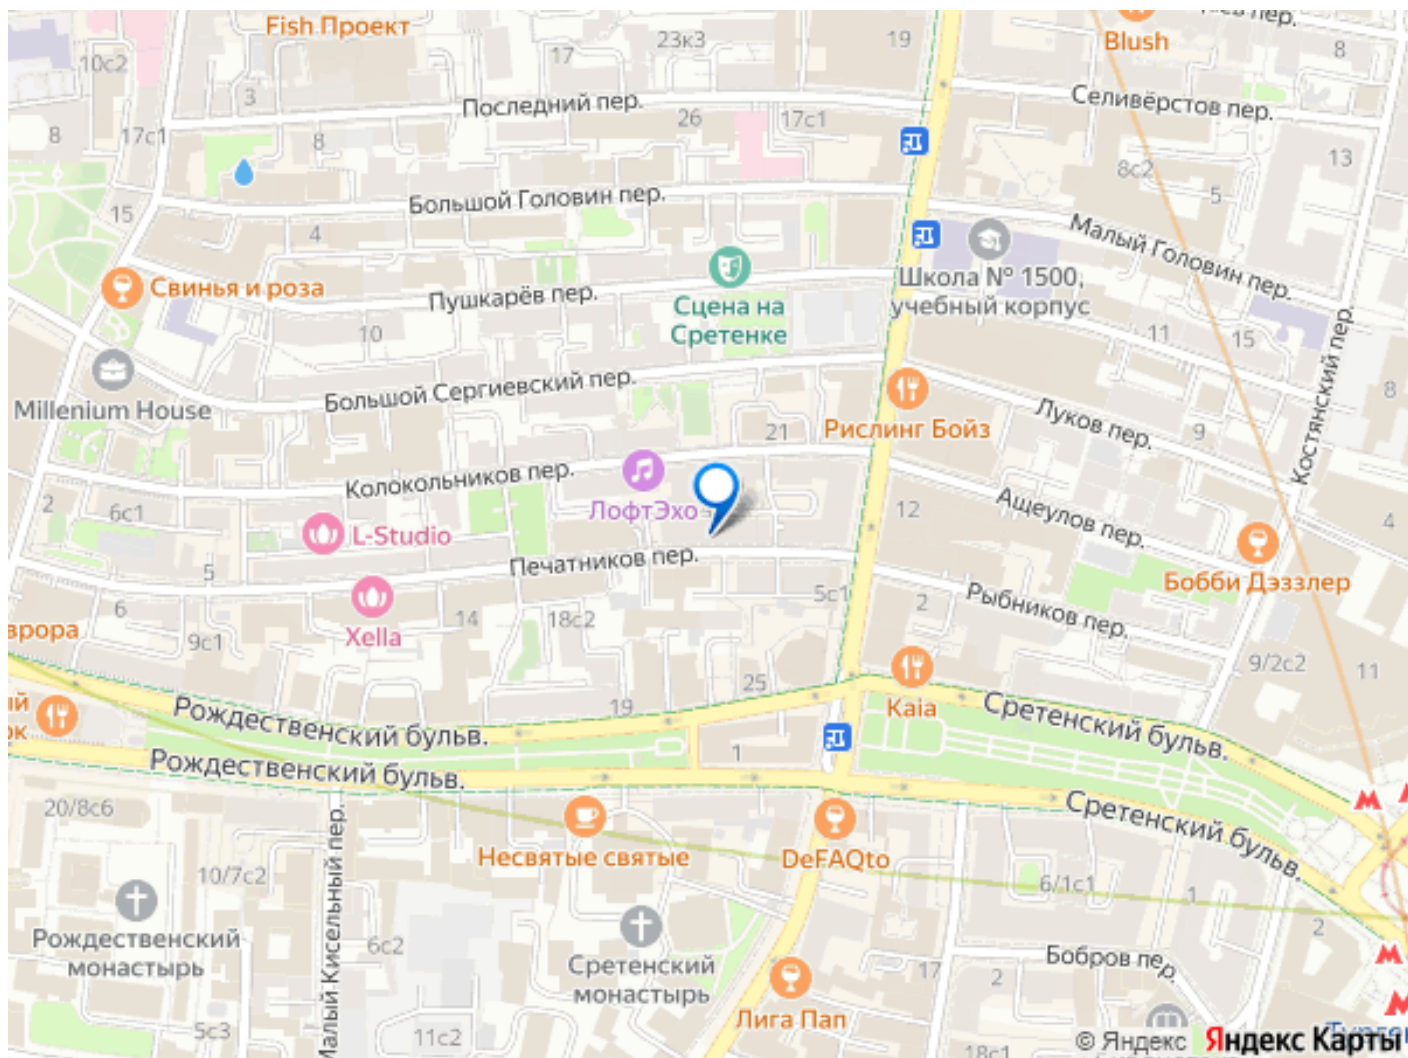 Fish Проект
17
23к3
19
Blush
8
10с2
3
Последний пер.
26
17с1
Селивёрстов пер.
8
17с1
8
13
8с2
5
Большой Головин пер.
15
4
Малый Головин пер.
Школа № 1500,
учебный корпус
Свинья и роза
Пушкарёв пер.
Сцена на
Сретенке
10
11
15
Костянский пер.
Большой Сергиевский пер.
8
Millenium House
Рислинг Бойз
21
Луков пер.
9
Колокольников пер.
2
6с1
ЛофтЭхо
12
Ащеулов пер.
4
L-Studio
Печатников пер.
5
Бобби Дэззлер
6
Xella
14
18с2
5с1
2
Рыбников пер.
9с1
9/2с2
11
25
19
Kaia
Рождественский бульв.
Сретенский бульв.
1
Рождественский бульв.
20/8с6
Малый Кисельный пер.
Несвятые святые
DeFAQto
Сретенский бульв.
10/7с2
6/1с1
1
2
Рождественский
монастырь
6с2
Сретенский
монастырь
17
2
Бобров пер.
Лига Пап
5с3
11с2
18с1
© Яндекс Яндекс Карты